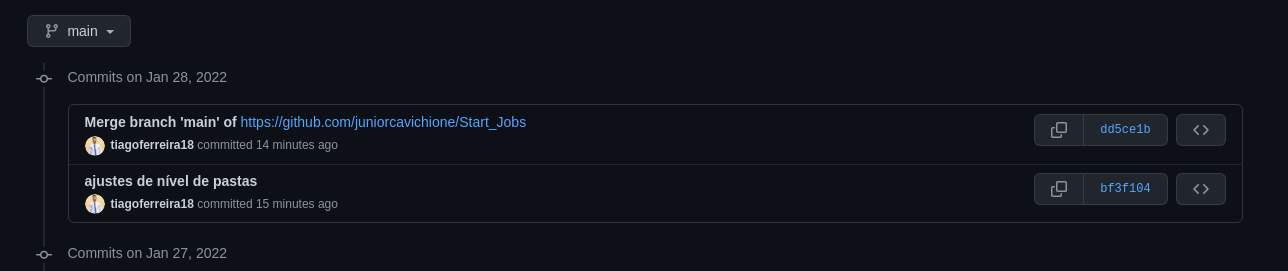 main
Commits on Jan 28, 2022
Merge branch 'main' of https://github.com/juniorcavichione/Start_Jobs
tiagoferreira18 committed 14 minutes ago
dd5ce1b
ajustes de nível de pastas
tiagoferreira18 committed 15 minutes ago
bf3f104
Commits on Jan 27, 2022